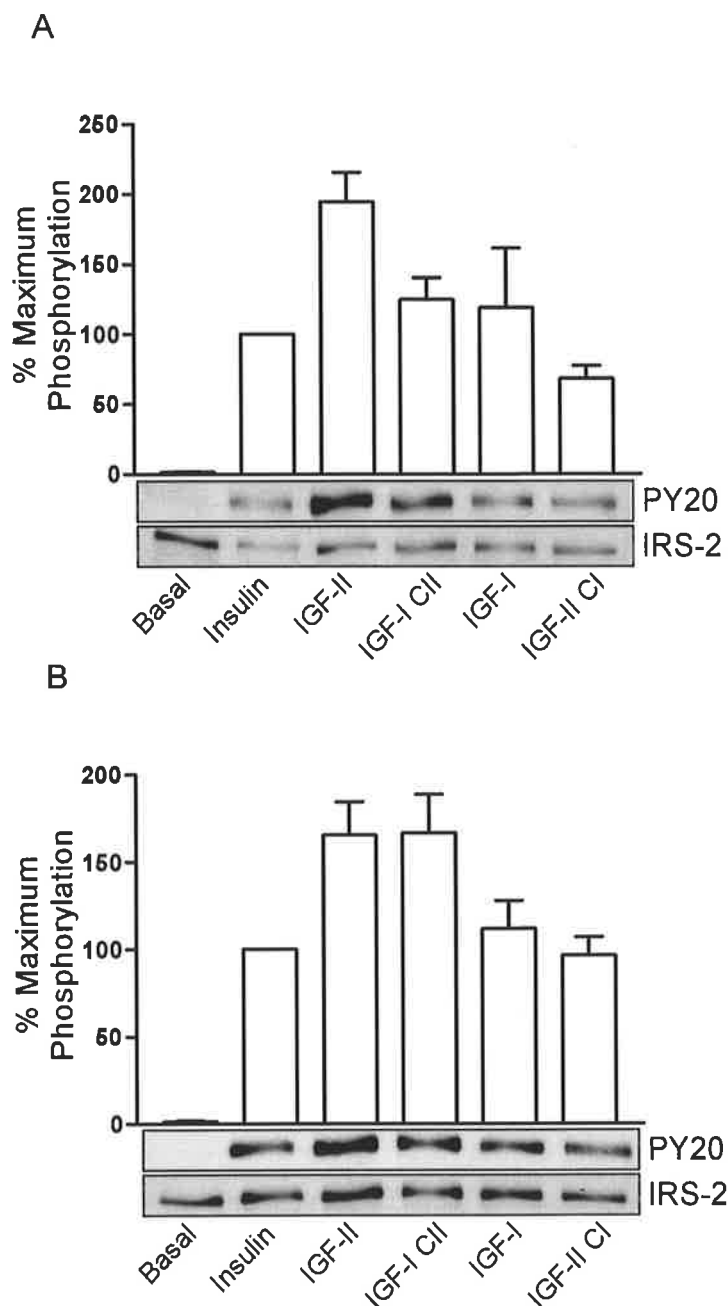 A
250
200
150
100
50
0
% Maximum
Phosphorylation
PY20
IRS-2
Basal
Insulin
IGF-II
IGF-I CII
IGF-I
IGF-II CI
B
200
150
100
50
0
% Maximum
Phosphorylation
PY20
IRS-2
Basal
Insulin
IGF-II
IGF-I CII
IGF-I
IGF-II CI